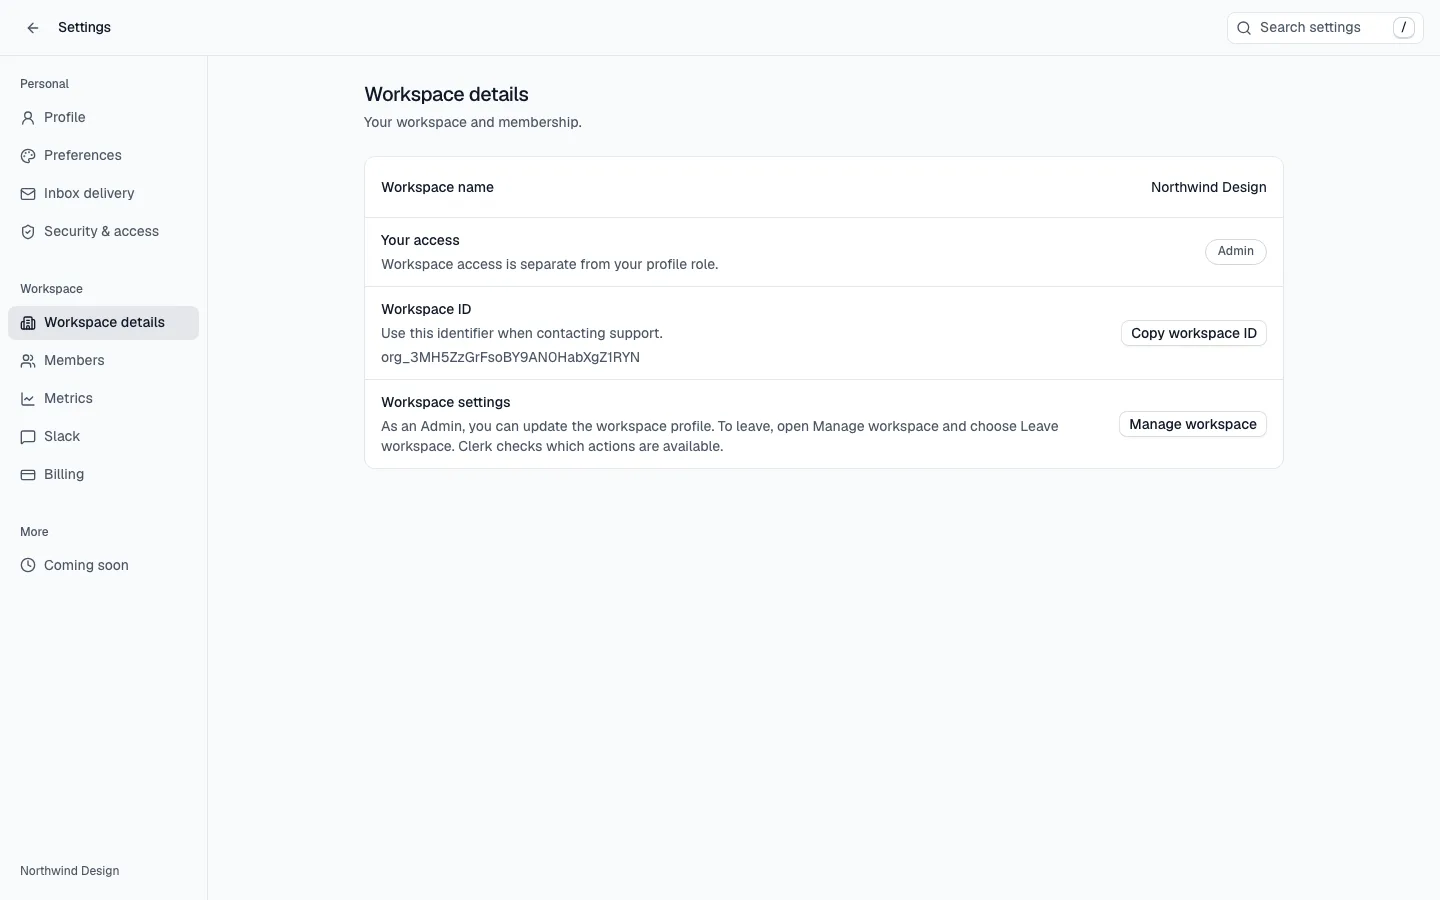 Settings
Search settings
/
Personal
Profile
Preferences
Inbox delivery
Security & access
Workspace
Workspace details
Members
Metrics
Slack
Billing
More
Coming soon
Northwind Design
Workspace details
Your workspace and membership.
Workspace name
Northwind Design
Your access
Workspace access is separate from your profile role.
Admin
Workspace ID
Use this identifier when contacting support.
org_3MH5ZzGrFsoBY9AN0HabXgZ1RYN
Copy workspace ID
Workspace settings
As an Admin, you can update the workspace profile. To leave, open Manage workspace and choose Leave
workspace. Clerk checks which actions are available.
Manage workspace